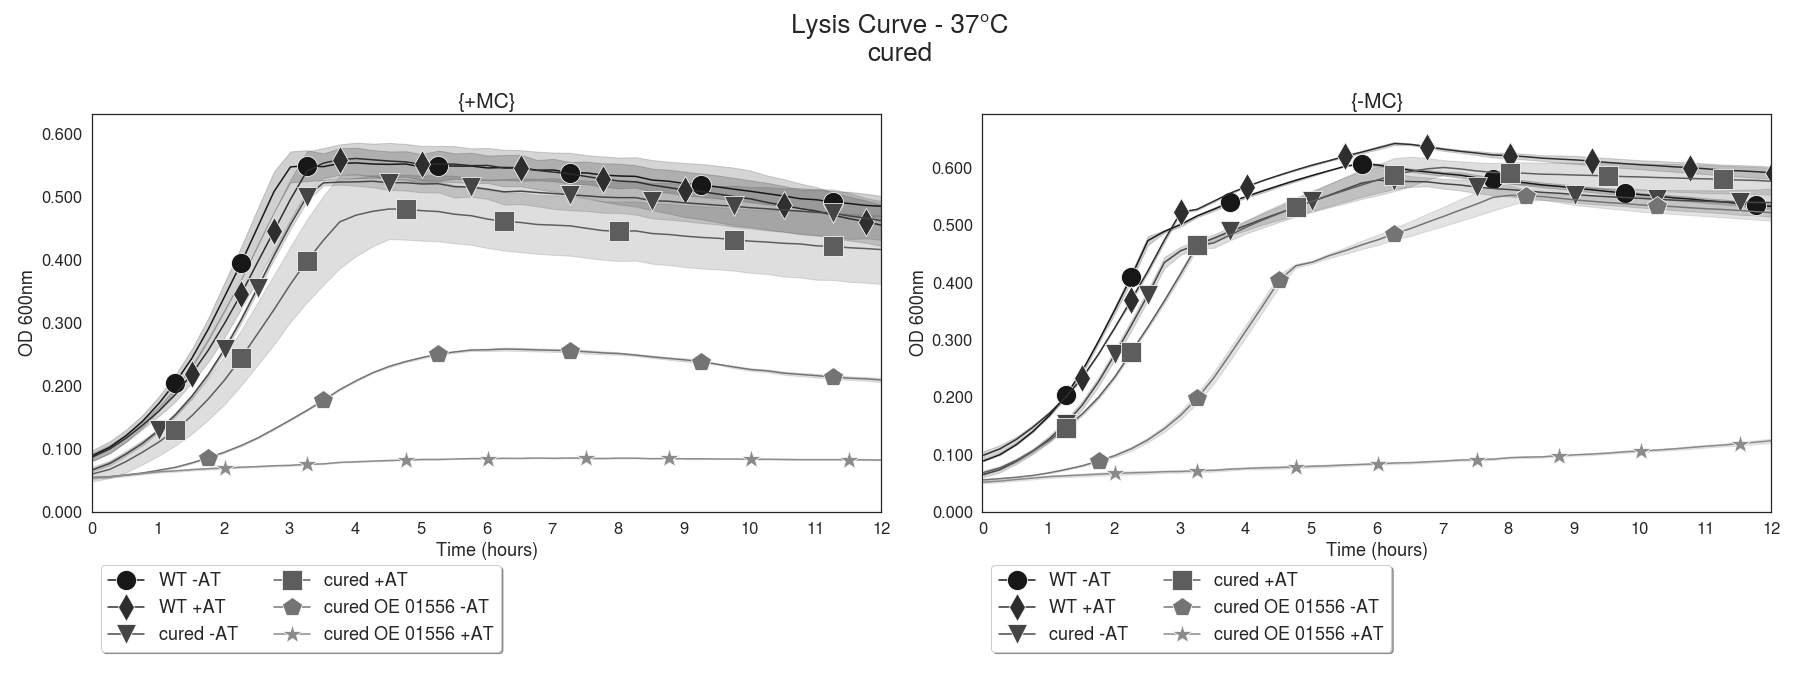 Lysis Curve - 37°C
cured
{+MC}
OD 600nm
0.600
0.500
0.400
0.300
0.200
0.100
0.000
0 1 2 3 4 5 6 7 8 9 10 11 12
Time (hours)
WT -AT
WT +AT
cured -AT
cured +AT
cured OE 01556 -AT
cured OE 01556 +AT
{-MC}
OD 600nm
0.600
0.500
0.400
0.300
0.200
0.100
0.000
0 1 2 3 4 5 6 7 8 9 10 11 12
Time (hours)
WT -AT
WT +AT
cured -AT
cured +AT
cured OE 01556 -AT
cured OE 01556 +AT